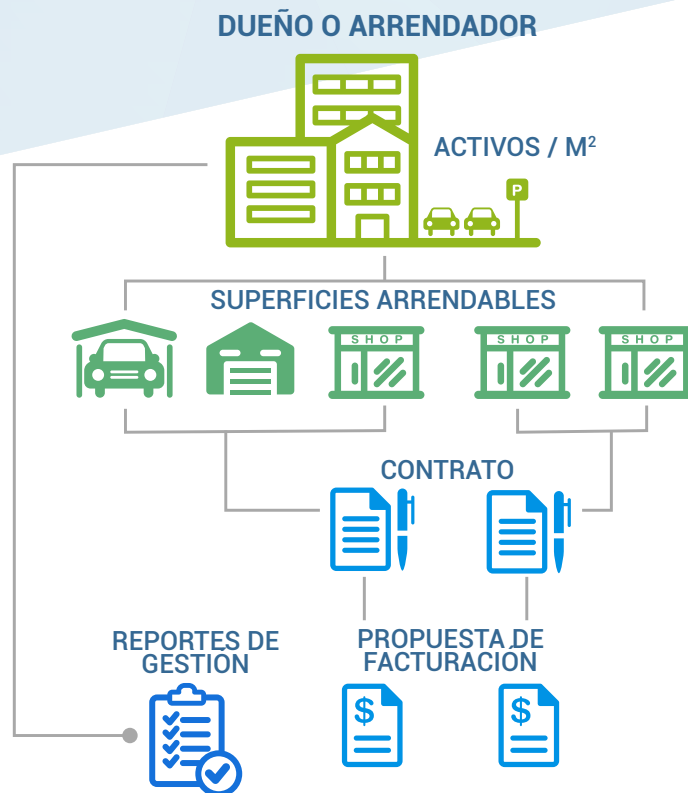 DUEÑO O ARRENDADOR
ACTIVOS / M²
P
SUPERFICIES ARRENDABLES
SHOP
SHOP
SHOP
CONTRATO
REPORTES DE
GESTIÓN
PROPUESTA DE
FACTURACIÓN
$
$